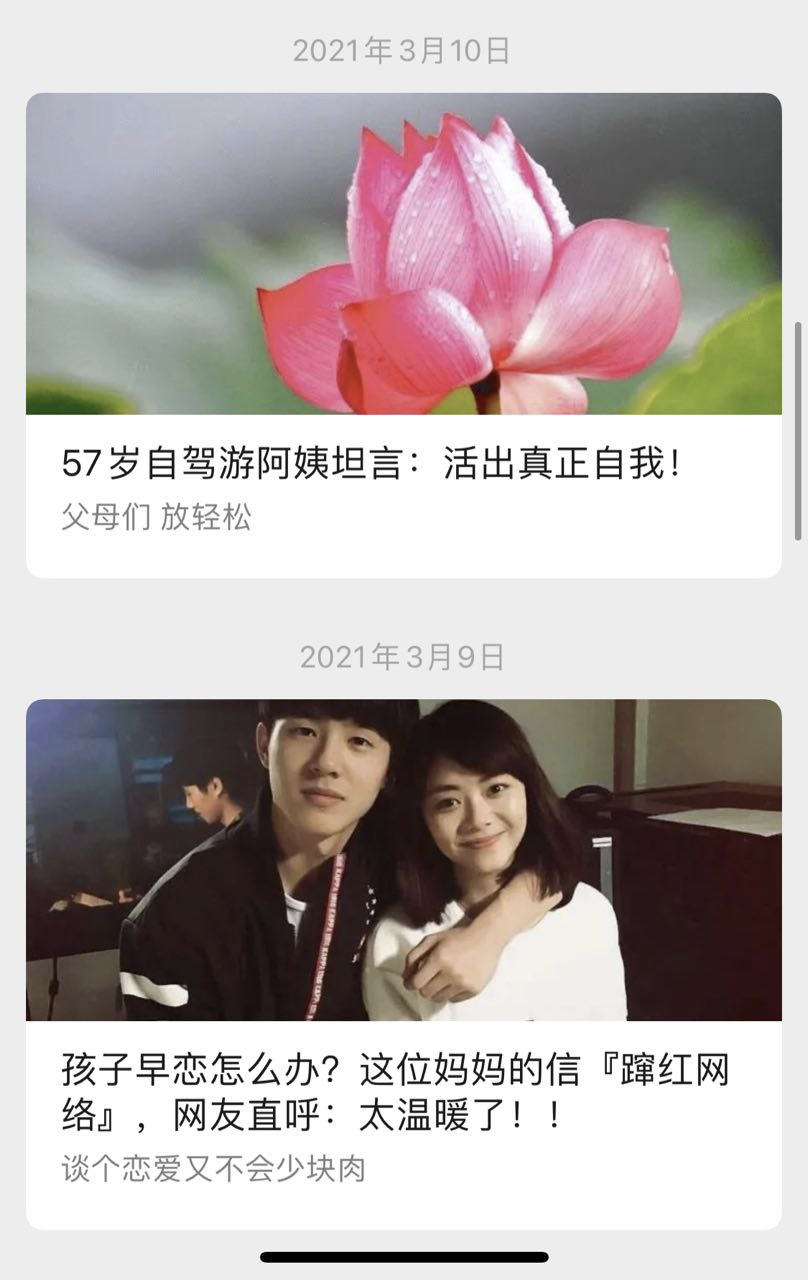 2021年3月10日
57岁自驾游阿姨坦言：活出真正自我！
父母们 放轻松
2021年3月9日
孩子早恋怎么办？这位妈妈的信『蹿红网
络』，网友直呼：太温暖了！！
谈个恋爱又不会少块肉